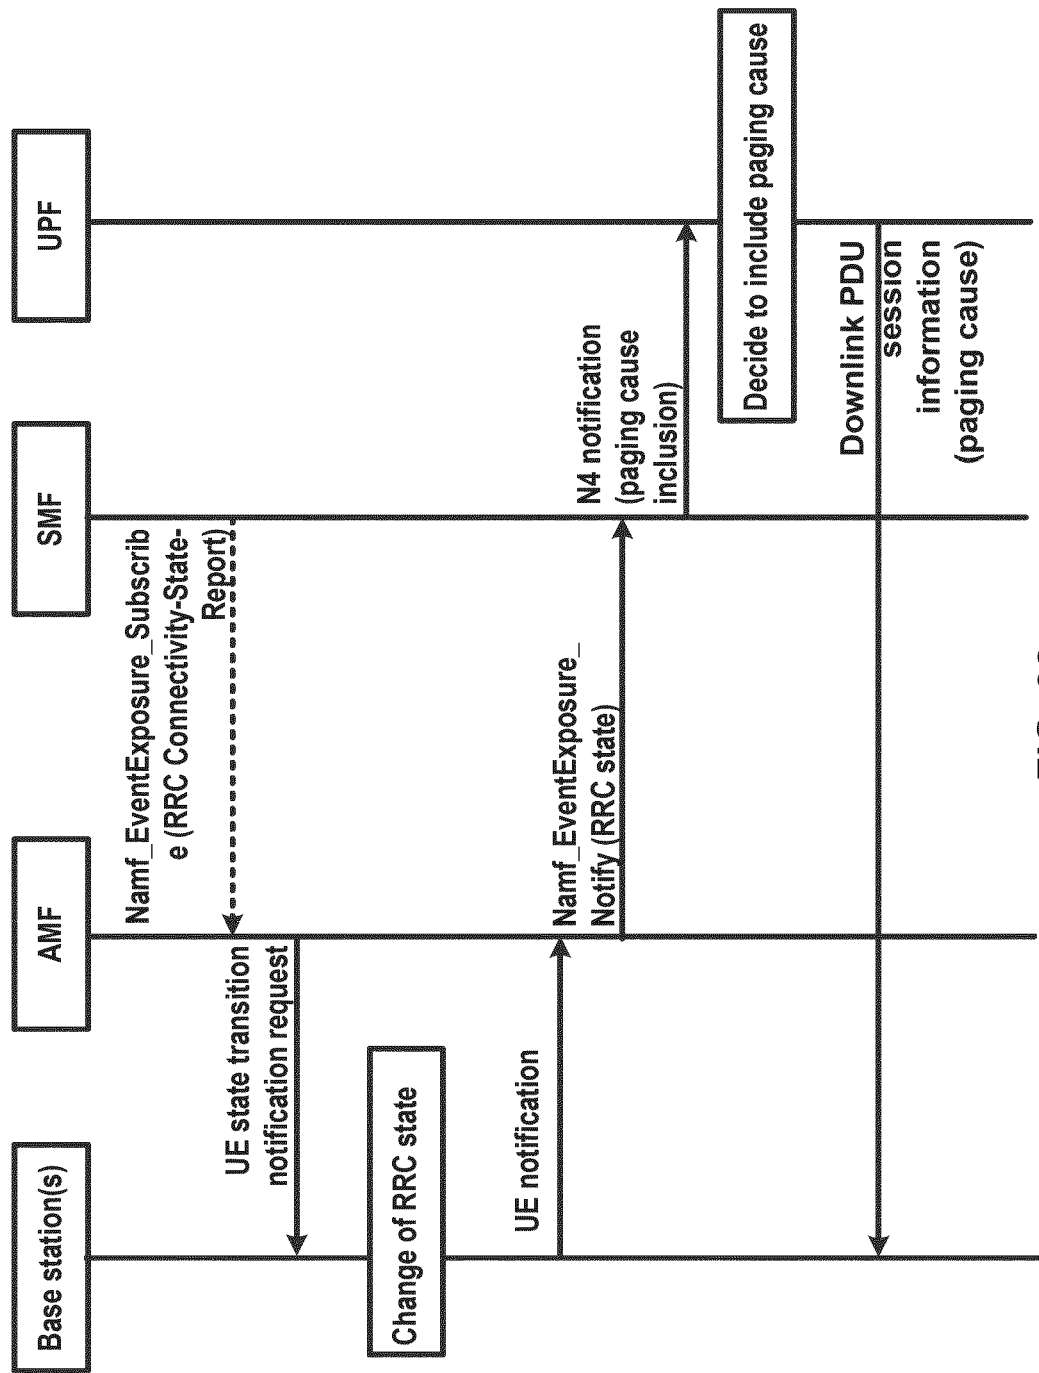 Base station(s)
AMF
SMF
UPF
Namf_EventExposure_Subscrib
e (RRC Connectivity-State-
Report)
UE state transition
notification request
Change of RRC state
UE notification
Namf_EventExposure_
Notify (RRC state)
N4 notification
(paging cause
inclusion)
Decide to include paging cause
Downlink PDU
session
information
(paging cause)